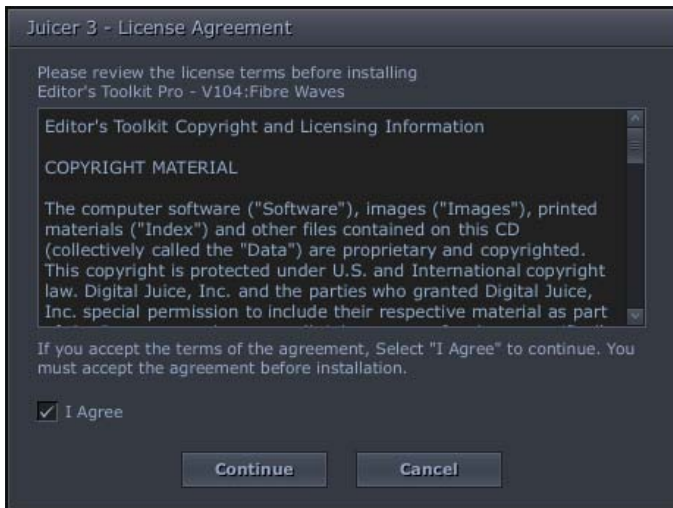 Juicer 3 - License Agreement
Please review the license terms before installing
Editor's Toolkit Pro - V104:Fibre Waves
Editor's Toolkit Copyright and Licensing Information
COPYRIGHT MATERIAL
The computer software ("Software"), images ("Images"), printed
materials ("Index") and other files contained on this CD
(collectively called the "Data") are proprietary and copyrighted.
This copyright is protected under U.S. and International copyright
law. Digital Juice, Inc. and the parties who granted Digital Juice,
Inc. special permission to include their respective material as part
If you accept the terms of the agreement, Select "I Agree" to continue. You
must accept the agreement before installation.
I Agree
Continue
Cancel